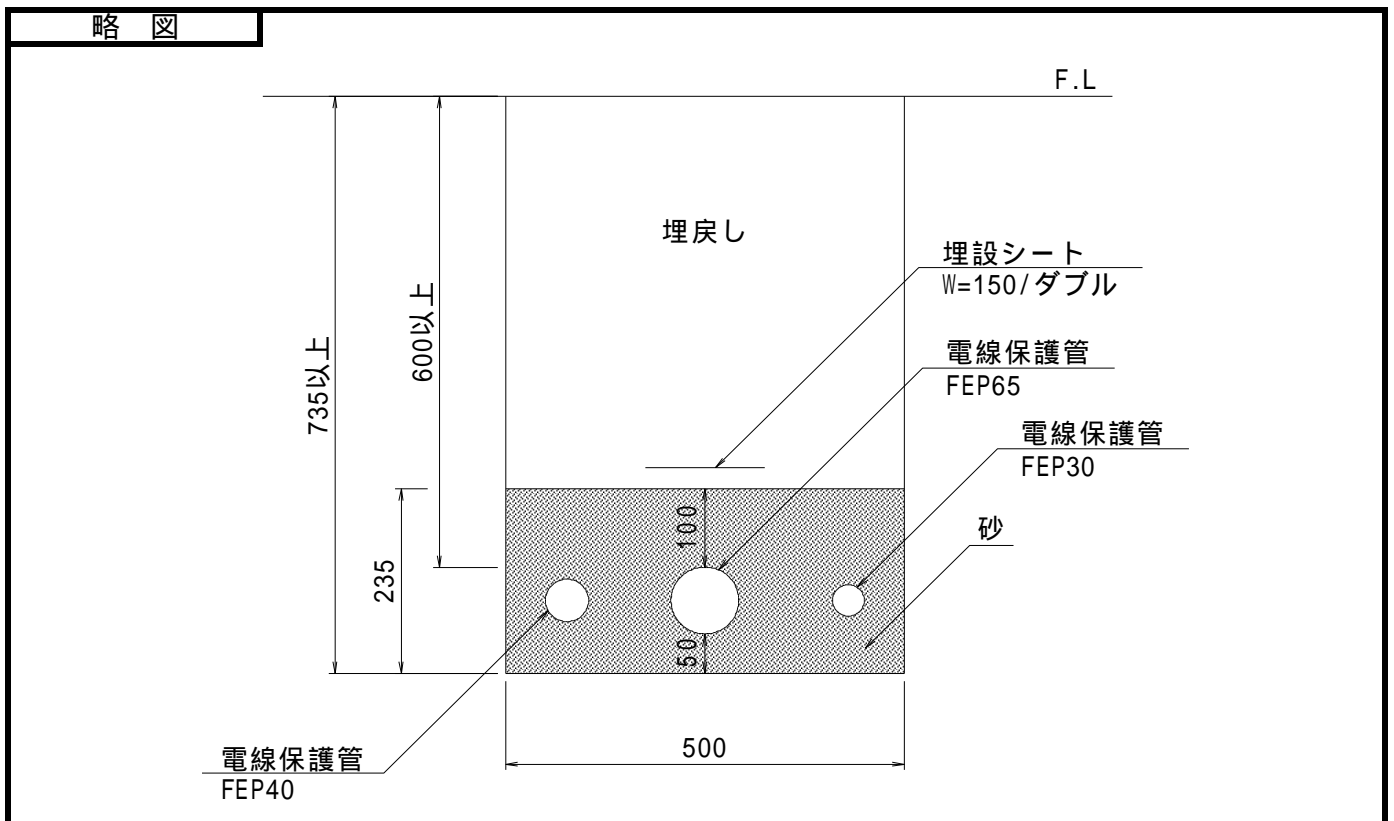 略 図
F.L
埋戻し
埋設シート
W=150/ダブル
電線保護管
FEP65
電線保護管
FEP30
砂
735以上
600以上
235
100
50
500
電線保護管
FEP40